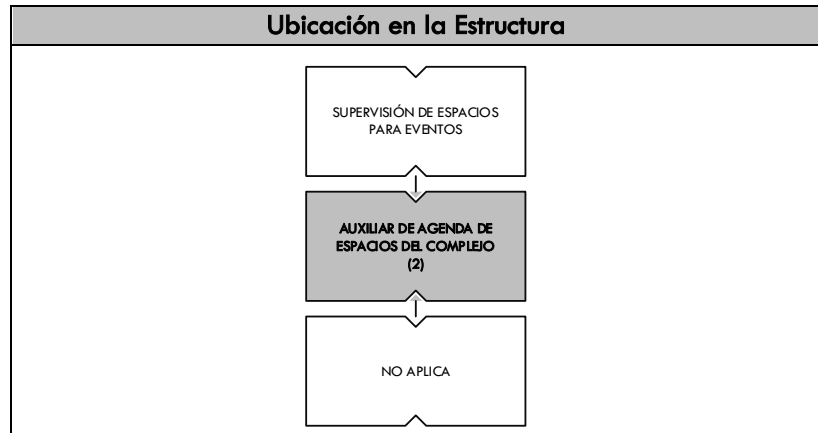 Ubicación en la Estructura
SUPERVISIÓN DE ESPACIOS
PARA EVENTOS
AUXILIAR DE AGENDA DE
ESPACIOS DEL COMPLEJO
(2)
NO APLICA